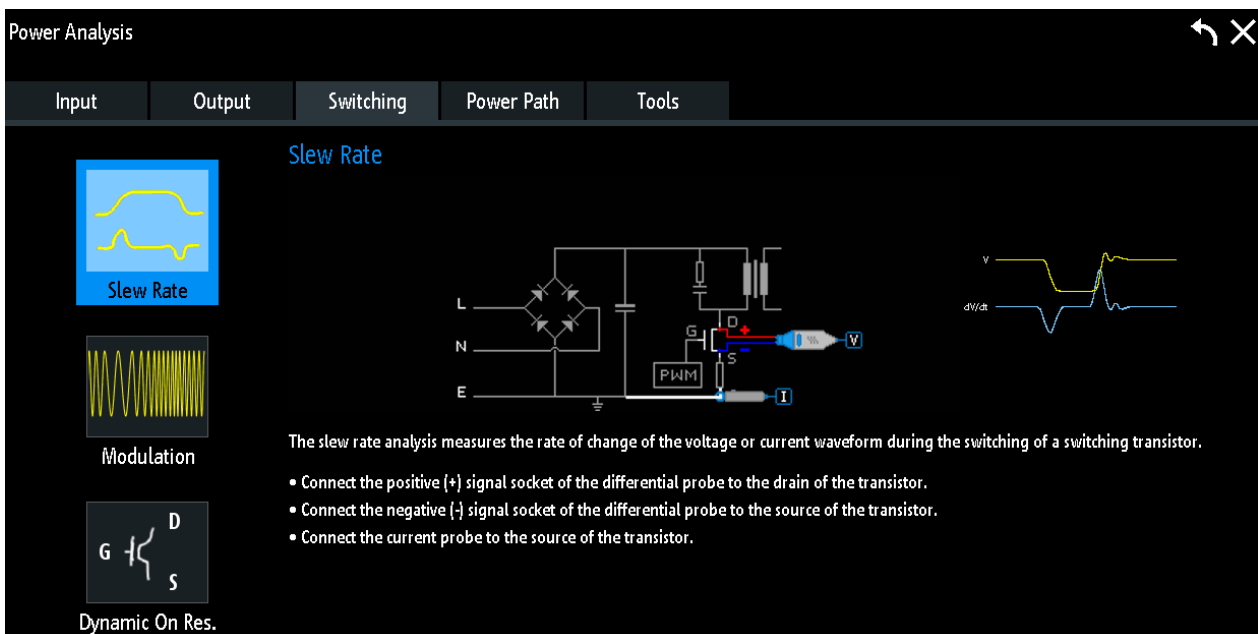 Power Analysis
Input Output Switching Power Path Tools
Slew Rate
Slew Rate
Modulation
G D S
Dynamic On Res.
L
N
E
G
D
+
-
S
PWM
V
I
V
dV/dt
The slew rate analysis measures the rate of change of the voltage or current waveform during the switching of a switching transistor.
• Connect the positive (+) signal socket of the differential probe to the drain of the transistor.
• Connect the negative (-) signal socket of the differential probe to the source of the transistor.
• Connect the current probe to the source of the transistor.